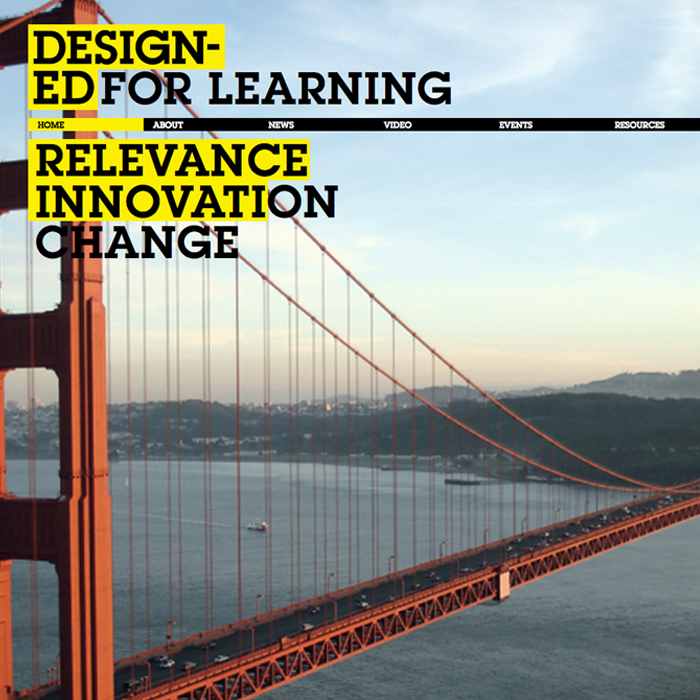 DESIGN-
ED FOR LEARNING
HOME ABOUT NEWS VIDEO EVENTS RESOURCES
RELEVANCE
INNOVATION
CHANGE